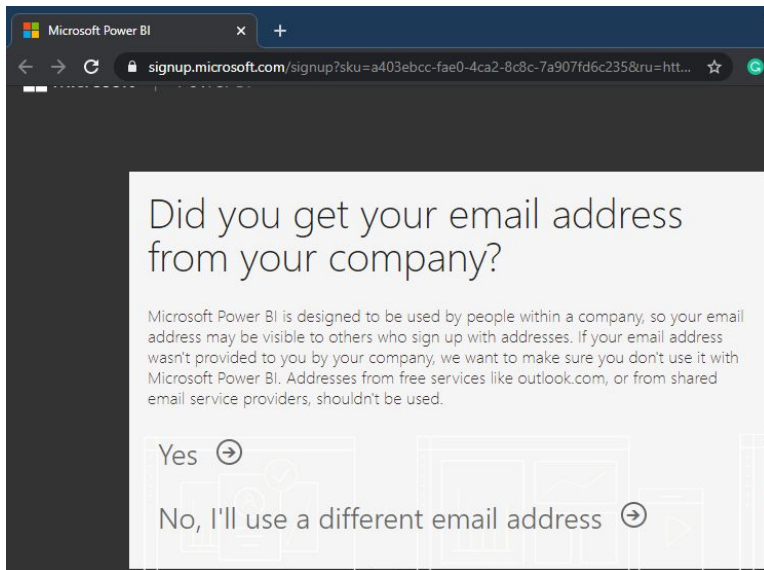 Microsoft Power BI
signup.microsoft.com/signup?sku=a403ebcc-fae0-4ca2-8c8c-7a907fd6c235&ru=htt...
Did you get your email address
from your company?
Microsoft Power BI is designed to be used by people within a company, so your email
address may be visible to others who sign up with addresses. If your email address
wasn't provided to you by your company, we want to make sure you don't use it with
Microsoft Power BI. Addresses from free services like outlook.com, or from shared
email service providers, shouldn't be used.
Yes
No, I'll use a different email address